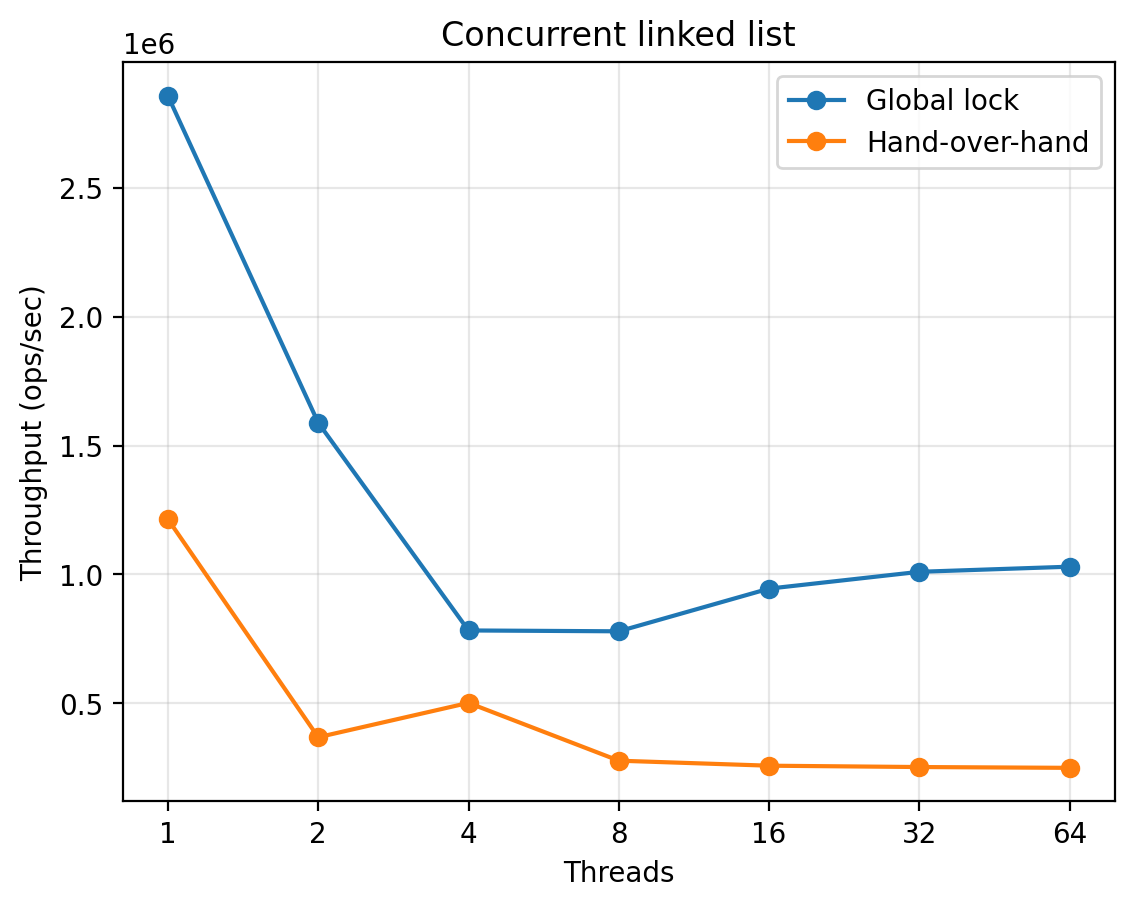 Concurrent linked list
1e6
Global lock
Hand-over-hand
Throughput (ops/sec)
2.5
2.0
1.5
1.0
0.5
1 2 4 8 16 32 64
Threads